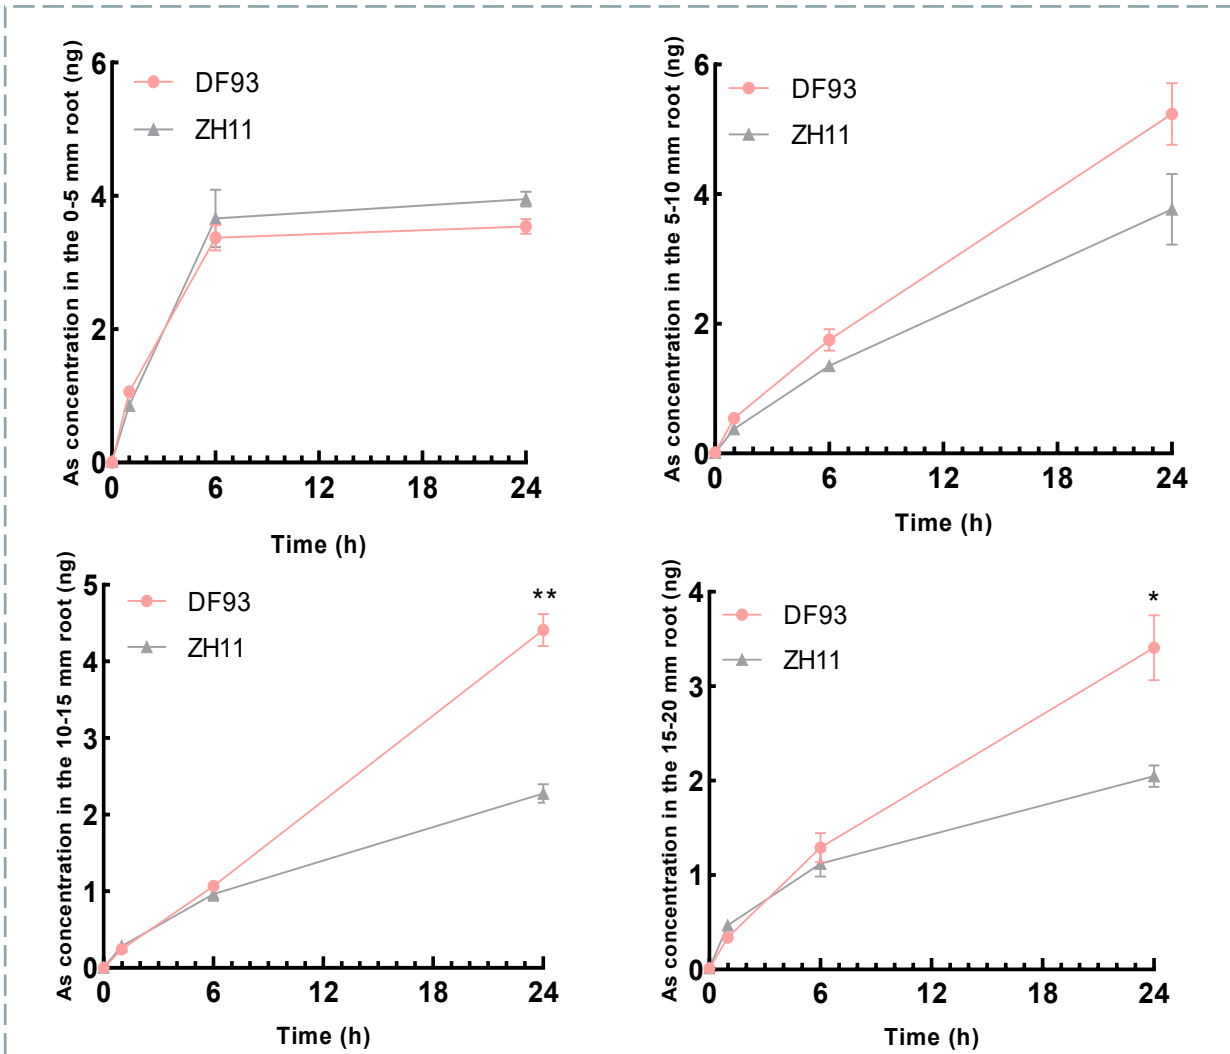 As concentration in the 0-5 mm root (ng)
6
4
2
0
DF93
ZH11
0 6 12 18 24
Time (h)
As concentration in the 5-10 mm root (ng)
6
4
2
0
DF93
ZH11
0 6 12 18 24
Time (h)
As concentration in the 10-15 mm root (ng)
5
4
3
2
1
0
DF93
ZH11
**
0 6 12 18 24
Time (h)
As concentration in the 15-20 mm root (ng)
4
3
2
1
0
DF93
ZH11
*
0 6 12 18 24
Time (h)